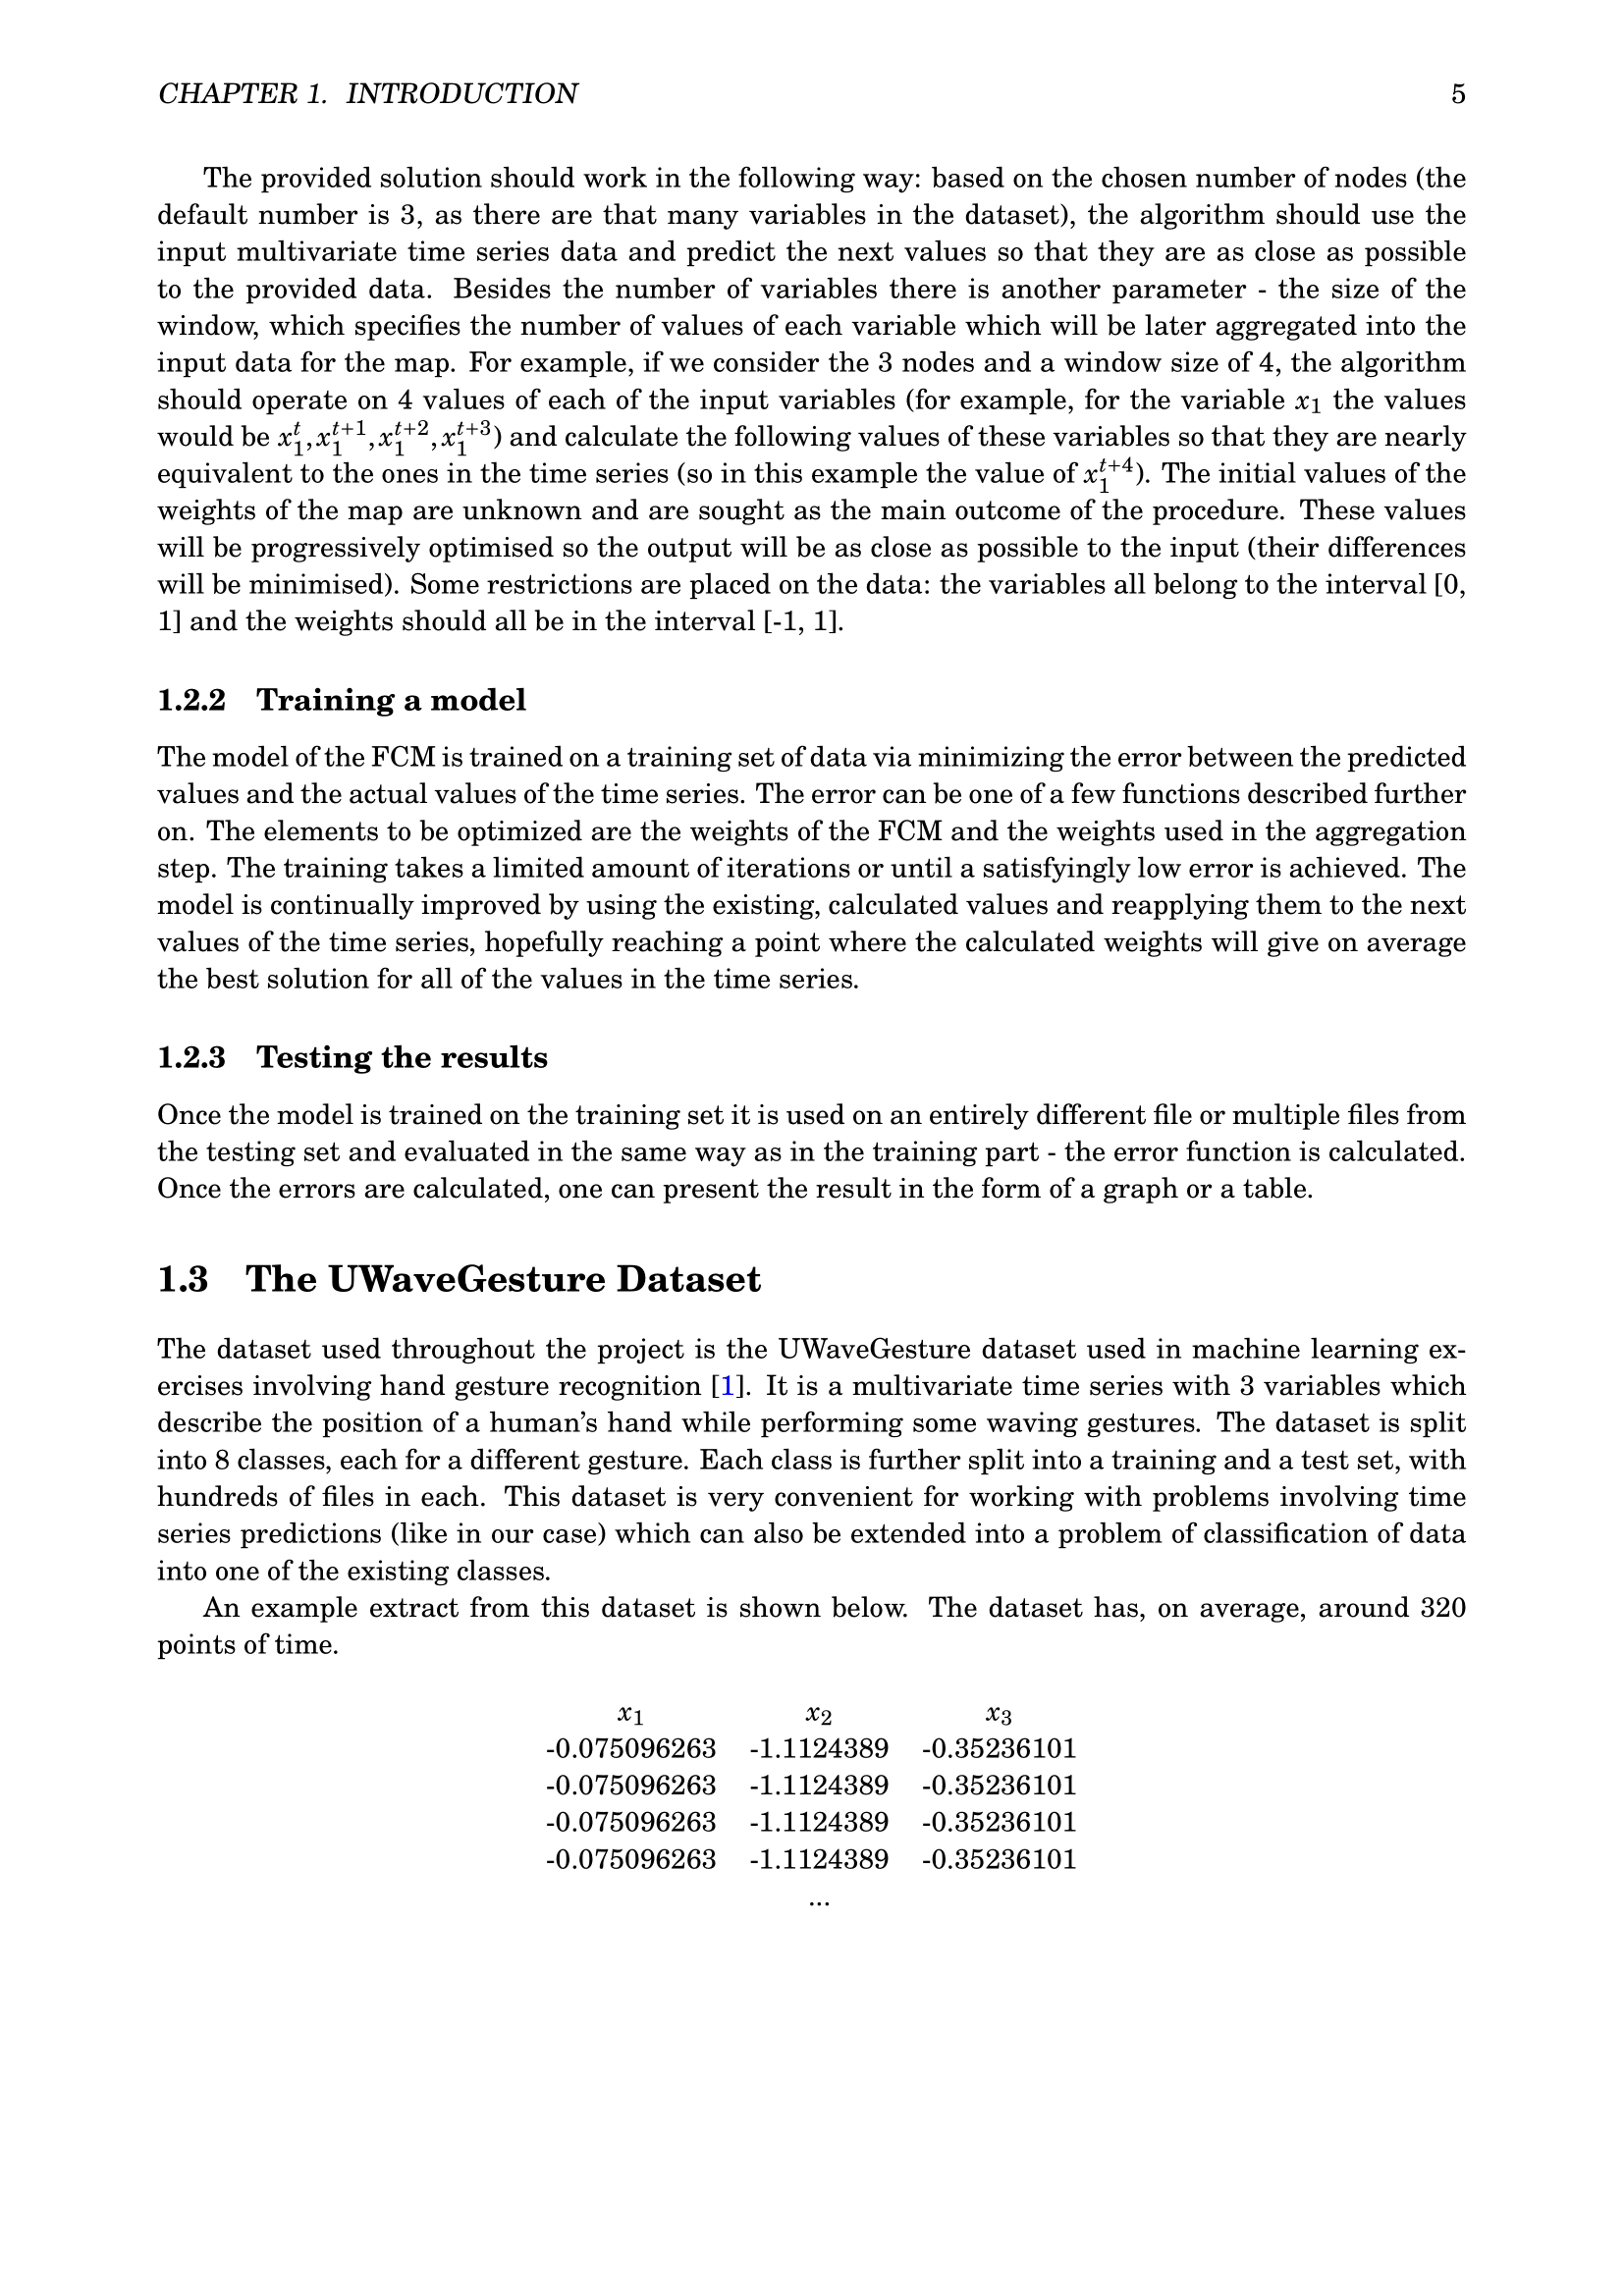 CHAPTER 1. INTRODUCTION 5
The provided solution should work in the following way: based on the chosen number of nodes (the
default number is 3, as there are that many variables in the dataset), the algorithm should use the
input multivariate time series data and predict the next values so that they are as close as possible
to the provided data. Besides the number of variables there is another parameter - the size of the
window, which specifies the number of values of each variable which will be later aggregated into the
input data for the map. For example, if we consider the 3 nodes and a window size of 4, the algorithm
should operate on 4 values of each of the input variables (for example, for the variable $x_1$ the values
would be $x_1^t, x_1^{t+1}, x_1^{t+2}, x_1^{t+3}$) and calculate the following values of these variables so that they are nearly
equivalent to the ones in the time series (so in this example the value of $x_1^{t+4}$). The initial values of the
weights of the map are unknown and are sought as the main outcome of the procedure. These values
will be progressively optimised so the output will be as close as possible to the input (their differences
will be minimised). Some restrictions are placed on the data: the variables all belong to the interval [0,
1] and the weights should all be in the interval [-1, 1].
1.2.2 Training a model
The model of the FCM is trained on a training set of data via minimizing the error between the predicted
values and the actual values of the time series. The error can be one of a few functions described further
on. The elements to be optimized are the weights of the FCM and the weights used in the aggregation
step. The training takes a limited amount of iterations or until a satisfyingly low error is achieved. The
model is continually improved by using the existing, calculated values and reapplying them to the next
values of the time series, hopefully reaching a point where the calculated weights will give on average
the best solution for all of the values in the time series.
1.2.3 Testing the results
Once the model is trained on the training set it is used on an entirely different file or multiple files from
the testing set and evaluated in the same way as in the training part - the error function is calculated.
Once the errors are calculated, one can present the result in the form of a graph or a table.
1.3 The UWaveGesture Dataset
The dataset used throughout the project is the UWaveGesture dataset used in machine learning ex-
ercises involving hand gesture recognition [1]. It is a multivariate time series with 3 variables which
describe the position of a human's hand while performing some waving gestures. The dataset is split
into 8 classes, each for a different gesture. Each class is further split into a training and a test set, with
hundreds of files in each. This dataset is very convenient for working with problems involving time
series predictions (like in our case) which can also be extended into a problem of classification of data
into one of the existing classes.
An example extract from this dataset is shown below. The dataset has, on average, around 320
points of time.
$x_1$ $x_2$ $x_3$
-0.075096263 -1.1124389 -0.35236101
-0.075096263 -1.1124389 -0.35236101
-0.075096263 -1.1124389 -0.35236101
-0.075096263 -1.1124389 -0.35236101
...